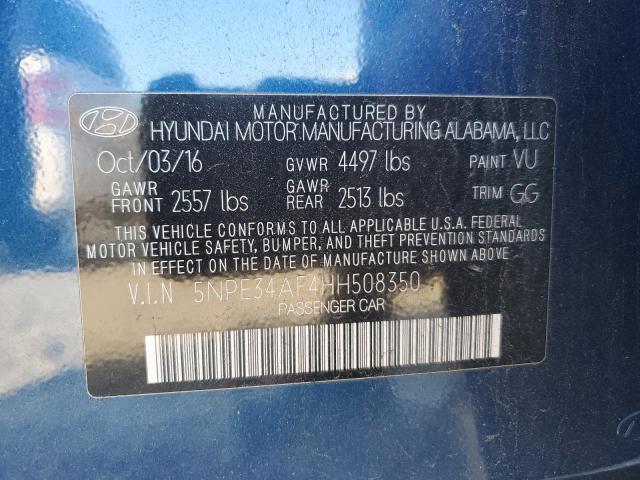 MANUFACTURED BY
HYUNDAI MOTOR MANUFACTURING ALABAMA, LLC
Oct/03/16 GVWR 4497 lbs PAINT VU
GAWR FRONT 2557 lbs GAWR REAR 2513 lbs TRIM GG
THIS VEHICLE CONFORMS TO ALL APPLICABLE U.S.A. FEDERAL
MOTOR VEHICLE SAFETY, BUMPER, AND THEFT PREVENTION STANDARDS
IN EFFECT ON THE DATE OF MANUFACTURE SHOWN ABOVE
V.I.N 5NPE34AF4HH508350
PASSENGER CAR